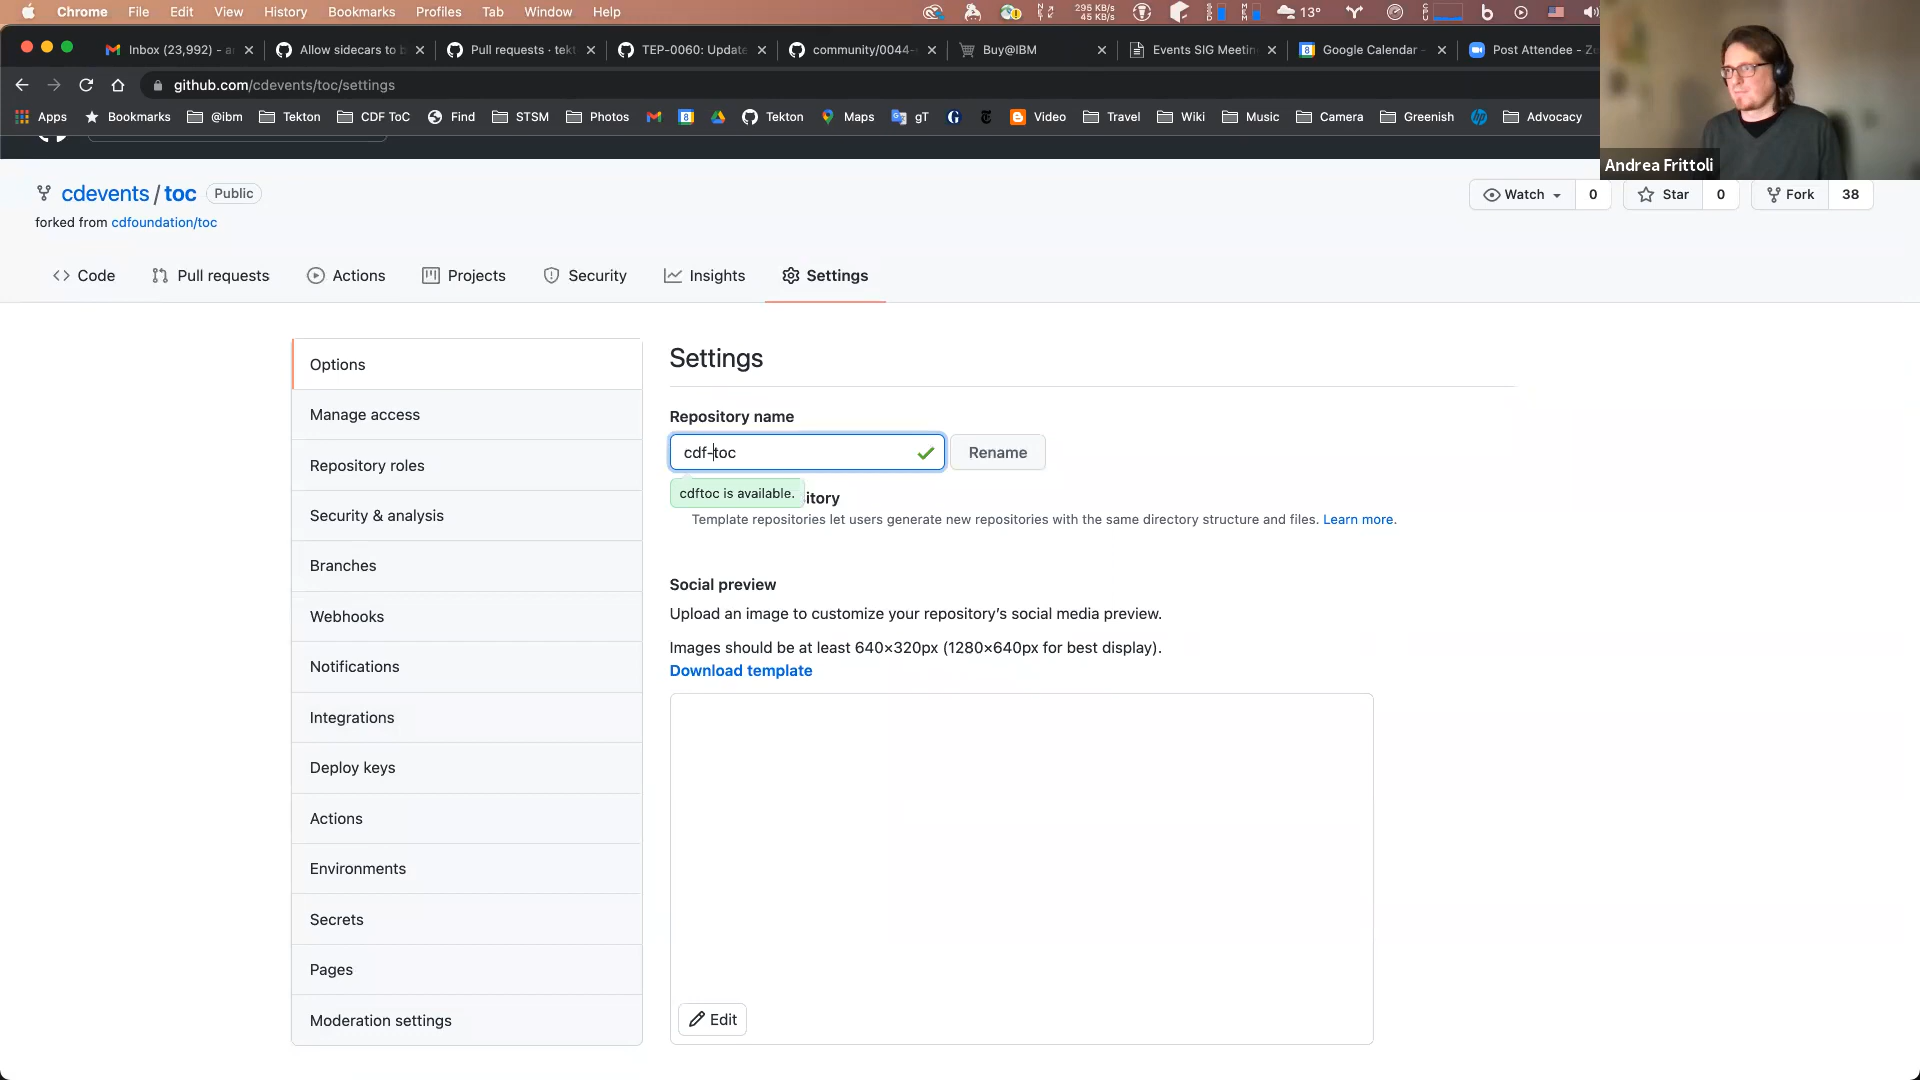 Chrome File Edit View History Bookmarks Profiles Tab Window Help 295 KB/s 45 KB/s 13°
Inbox (23,992) - a Allow sidecars to b Pull requests · tekt TEP-0060: Update community/0044- Buy@IBM Events SIG Meetin Google Calendar - Post Attendee - Zo
github.com/cdevents/toc/settings
Apps Bookmarks @ibm Tekton CDF ToC Find STSM Photos Tekton Maps gT Video Travel Wiki Music Camera Greenish Advocacy
Andrea Frittoli
cdevents / toc Public
Watch 0 Star 0 Fork 38
forked from cdfoundation/toc
Code Pull requests Actions Projects Security Insights Settings
Options
Manage access
Repository roles
Security & analysis
Branches
Webhooks
Notifications
Integrations
Deploy keys
Actions
Environments
Secrets
Pages
Moderation settings
Settings
Repository name
cdf-toc Rename
cdftoc is available. itory
Template repositories let users generate new repositories with the same directory structure and files. Learn more.
Social preview
Upload an image to customize your repository’s social media preview.
Images should be at least 640×320px (1280×640px for best display).
Download template
Edit